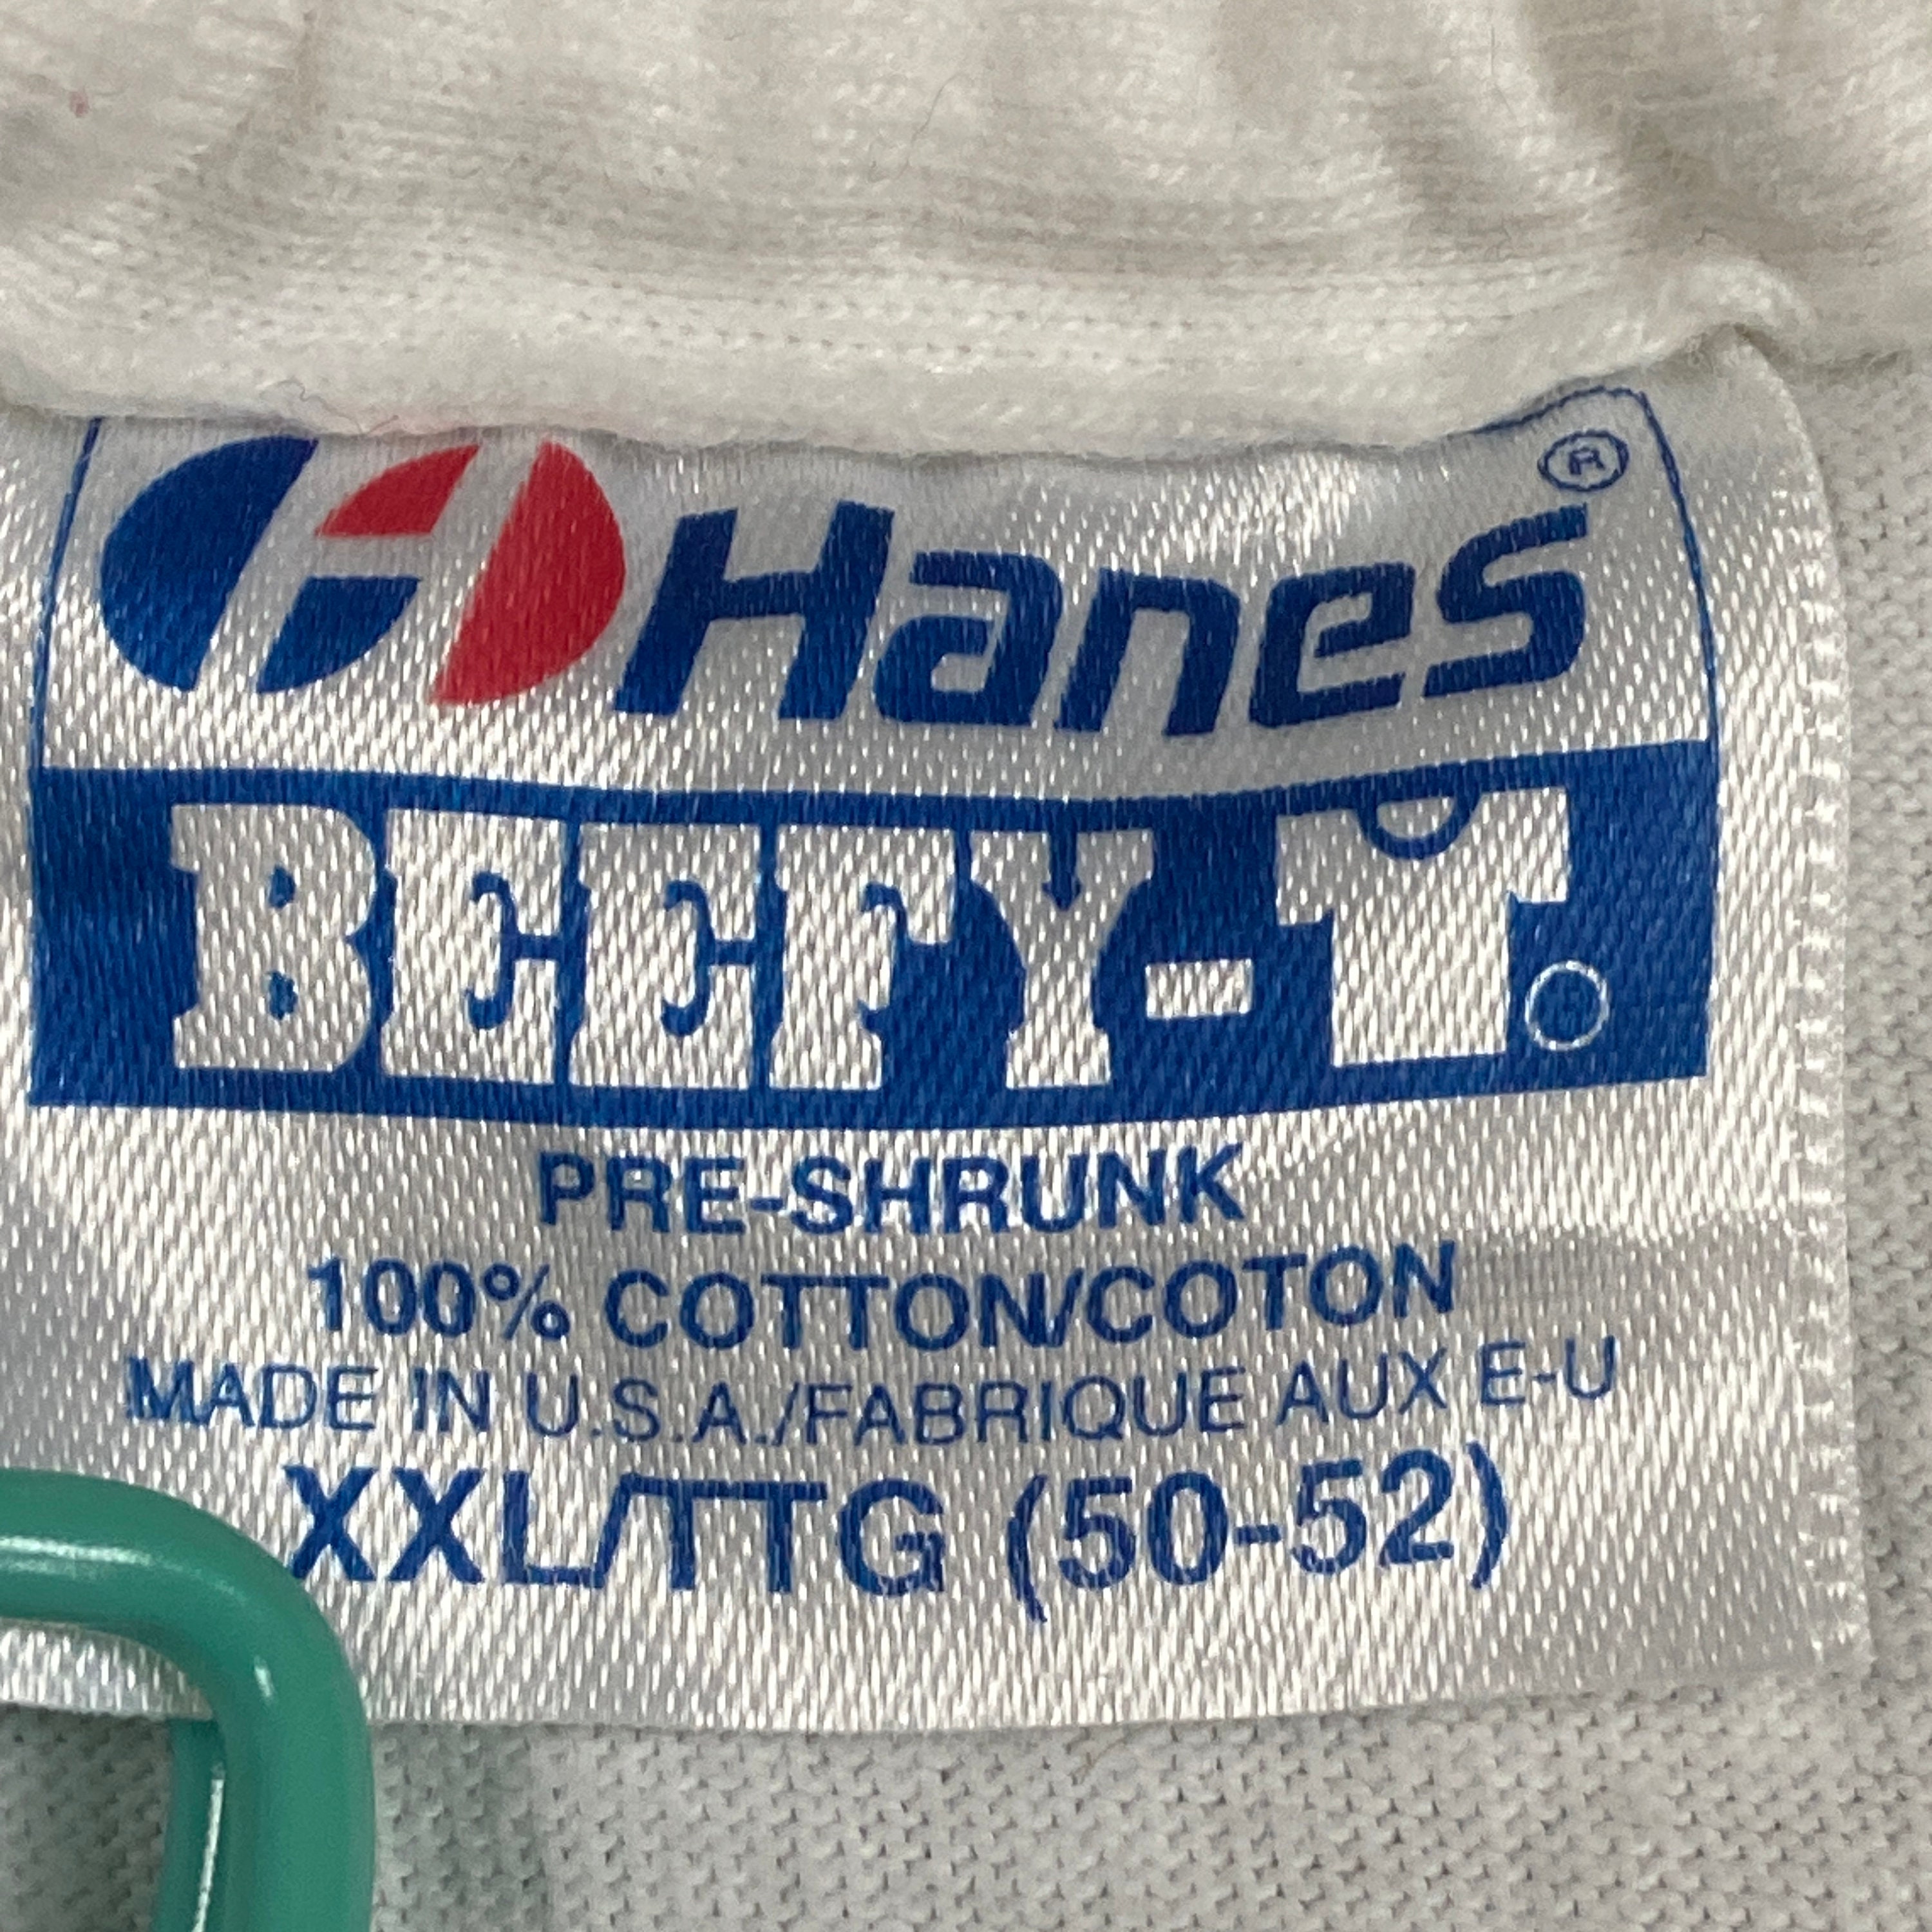 Hanes®
BEEFY-T®
PRE-SHRUNK
100% COTTON/COTON
MADE IN U.S.A./FABRIQUE AUX E-U
XXL/TTG (50-52)